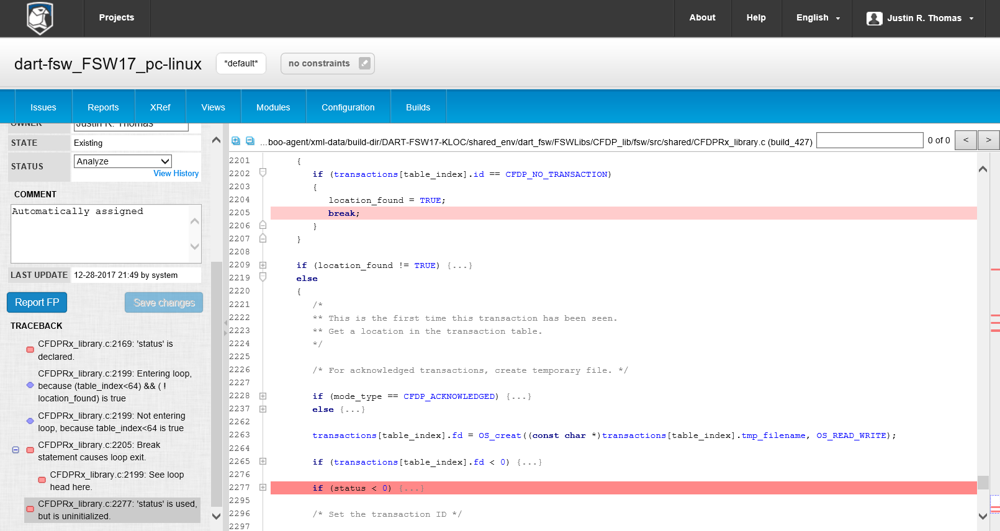 Projects
About
Help
English
Justin R. Thomas
dart-fsw_FSW17_pc-linux
*default*
no constraints
Issues
Reports
XRef
Views
Modules
Configuration
Builds
OWNER
Justin R. Thomas
STATE
Existing
STATUS
Analyze
View History
COMMENT
Automatically assigned
LAST UPDATE
12-28-2017 21:49 by system
Report FP
Save changes
TRACEBACK
CFDPRx_library.c:2169: 'status' is
declared.
CFDPRx_library.c:2199: Entering loop,
because (table_index<64) && ( !
location_found) is true
CFDPRx_library.c:2199: Not entering
loop, because table_index<64 is true
CFDPRx_library.c:2205: Break
statement causes loop exit.
CFDPRx_library.c:2199: See loop
head here.
CFDPRx_library.c:2277: 'status' is used,
but is uninitialized.
...boo-agent/xml-data/build-dir/DART-FSW17-KLOC/shared_env/dart_fsw/FSWLibs/CFDP_lib/fsw/src/shared/CFDPRx_library.c (build_427)
0 of 0
<
>
2201 {
2202 if (transactions[table_index].id == CFDP_NO_TRANSACTION)
2203 {
2204 location_found = TRUE;
2205 break;
2206 }
2207 }
2208
2209 if (location_found != TRUE) {...}
2219 else
2220 {
2221 /*
2222 ** This is the first time this transaction has been seen.
2223 ** Get a location in the transaction table.
2224 */
2225
2226 /* For acknowledged transactions, create temporary file. */
2227
2228 if (mode_type == CFDP_ACKNOWLEDGED) {...}
2237 else {...}
2262
2263 transactions[table_index].fd = OS_creat((const char *)transactions[table_index].tmp_filename, OS_READ_WRITE);
2264
2265 if (transactions[table_index].fd < 0) {...}
2276
2277 if (status < 0) {...}
2295
2296 /* Set the transaction ID */
2297